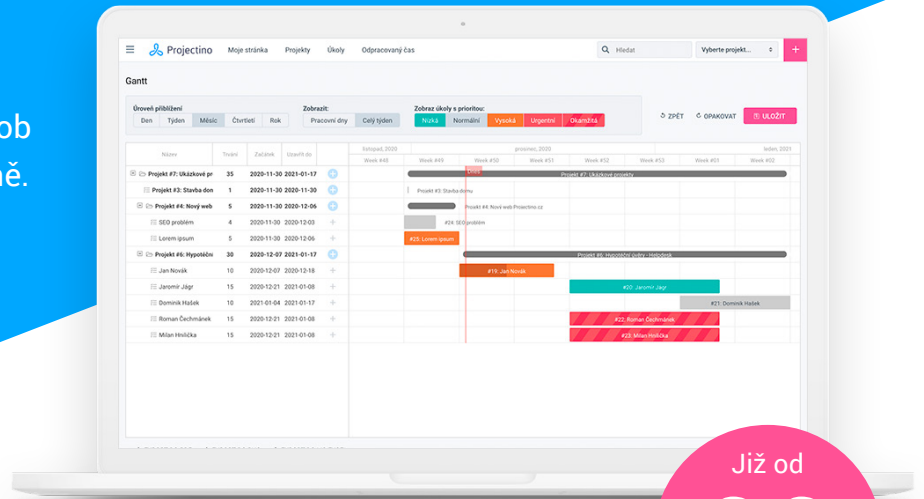 ob
ně.
Projectino Moje stránka Projekty Úkoly Odpracovaný čas Hledat Vyberte projekt... +
Gantt
Úroveň přiblížení Zobrazit: Zobraz úkoly s prioritou:
Den Týden Měsíc Čtvrtletí Rok Pracovní dny Celý týden Nízká Normální Vysoká Urgentní Okamžitá ZPĚT OPAKOVAT ULOŽIT
Název Trvání Začátek Uzavřít do listopad, 2020 prosinec, 2020 leden, 2021
Week #48 Week #49 Week #50 Week #51 Week #52 Week #53 Week #01 Week #02
Projekt #7: Ukázkové pr 35 2020-11-30 2021-01-17 Dnes Projekt #7: Ukázkové projekty
Projekt #3: Stavba don 1 2020-11-30 2020-11-30 Projekt #3: Stavba domu
Projekt #4: Nový web 5 2020-11-30 2020-12-06 Projekt #4: Nový web Projectino.cz
SEO problém 4 2020-11-30 2020-12-03 #24: SEO problém
Lorem ipsum 5 2020-11-30 2020-12-06 #25: Lorem ipsum
Projekt #6: Hypotéční 30 2020-12-07 2021-01-17 Projekt #6: Hypotéční úvěry - Helpdesk
Jan Novák 10 2020-12-07 2020-12-18 #19: Jan Novák
Jaromír Jágr 15 2020-12-21 2021-01-08 #20: Jaromír Jágr
Dominik Hašek 10 2021-01-04 2021-01-17 #21: Dominik Hašek
Roman Čechmánek 15 2020-12-21 2021-01-08 #22: Roman Čechmánek
Milan Hnilička 15 2020-12-21 2021-01-08 #23: Milan Hnilička
Již od